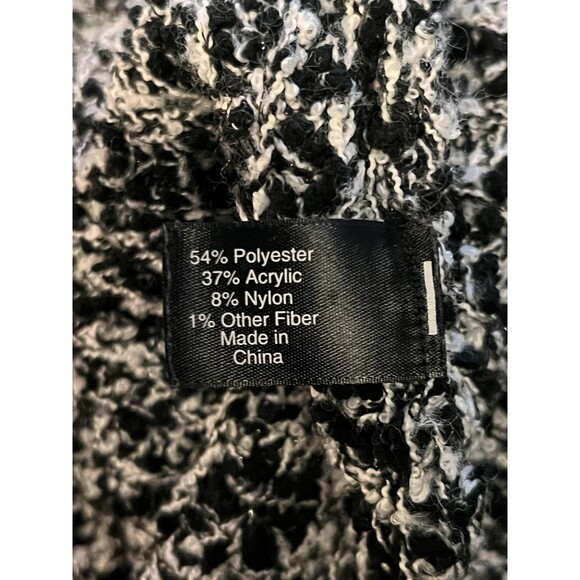 54% Polyester
37% Acrylic
8% Nylon
1% Other Fiber
Made in
China